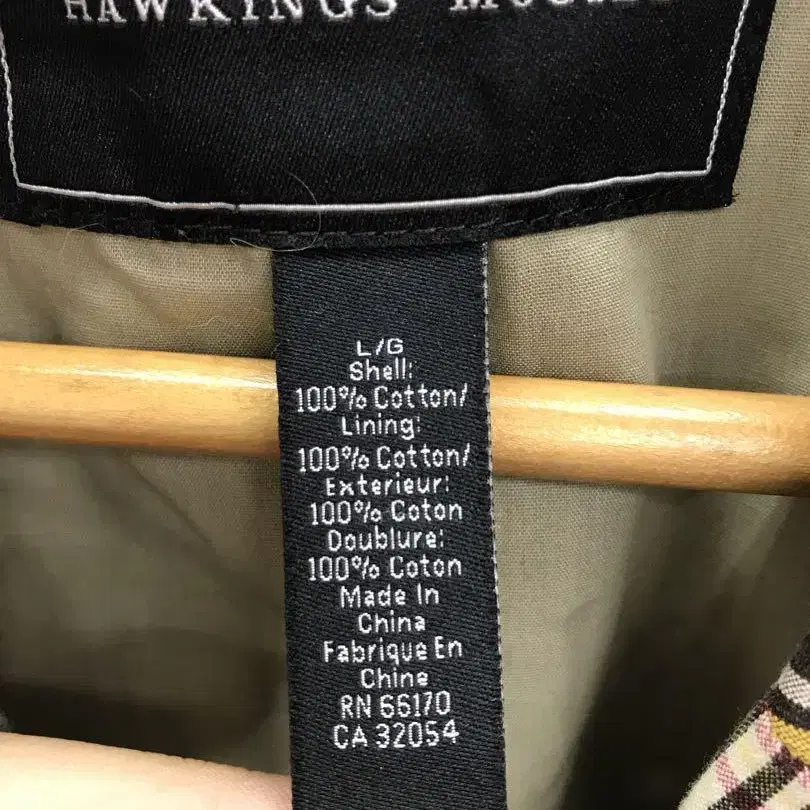 HAWKINGS
L/G
Shell:
100% Cotton/
Lining:
100% Cotton/
Exterieur:
100% Coton
Doublure:
100% Coton
Made In
China
Fabrique En
Chine
RN 66170
CA 32054